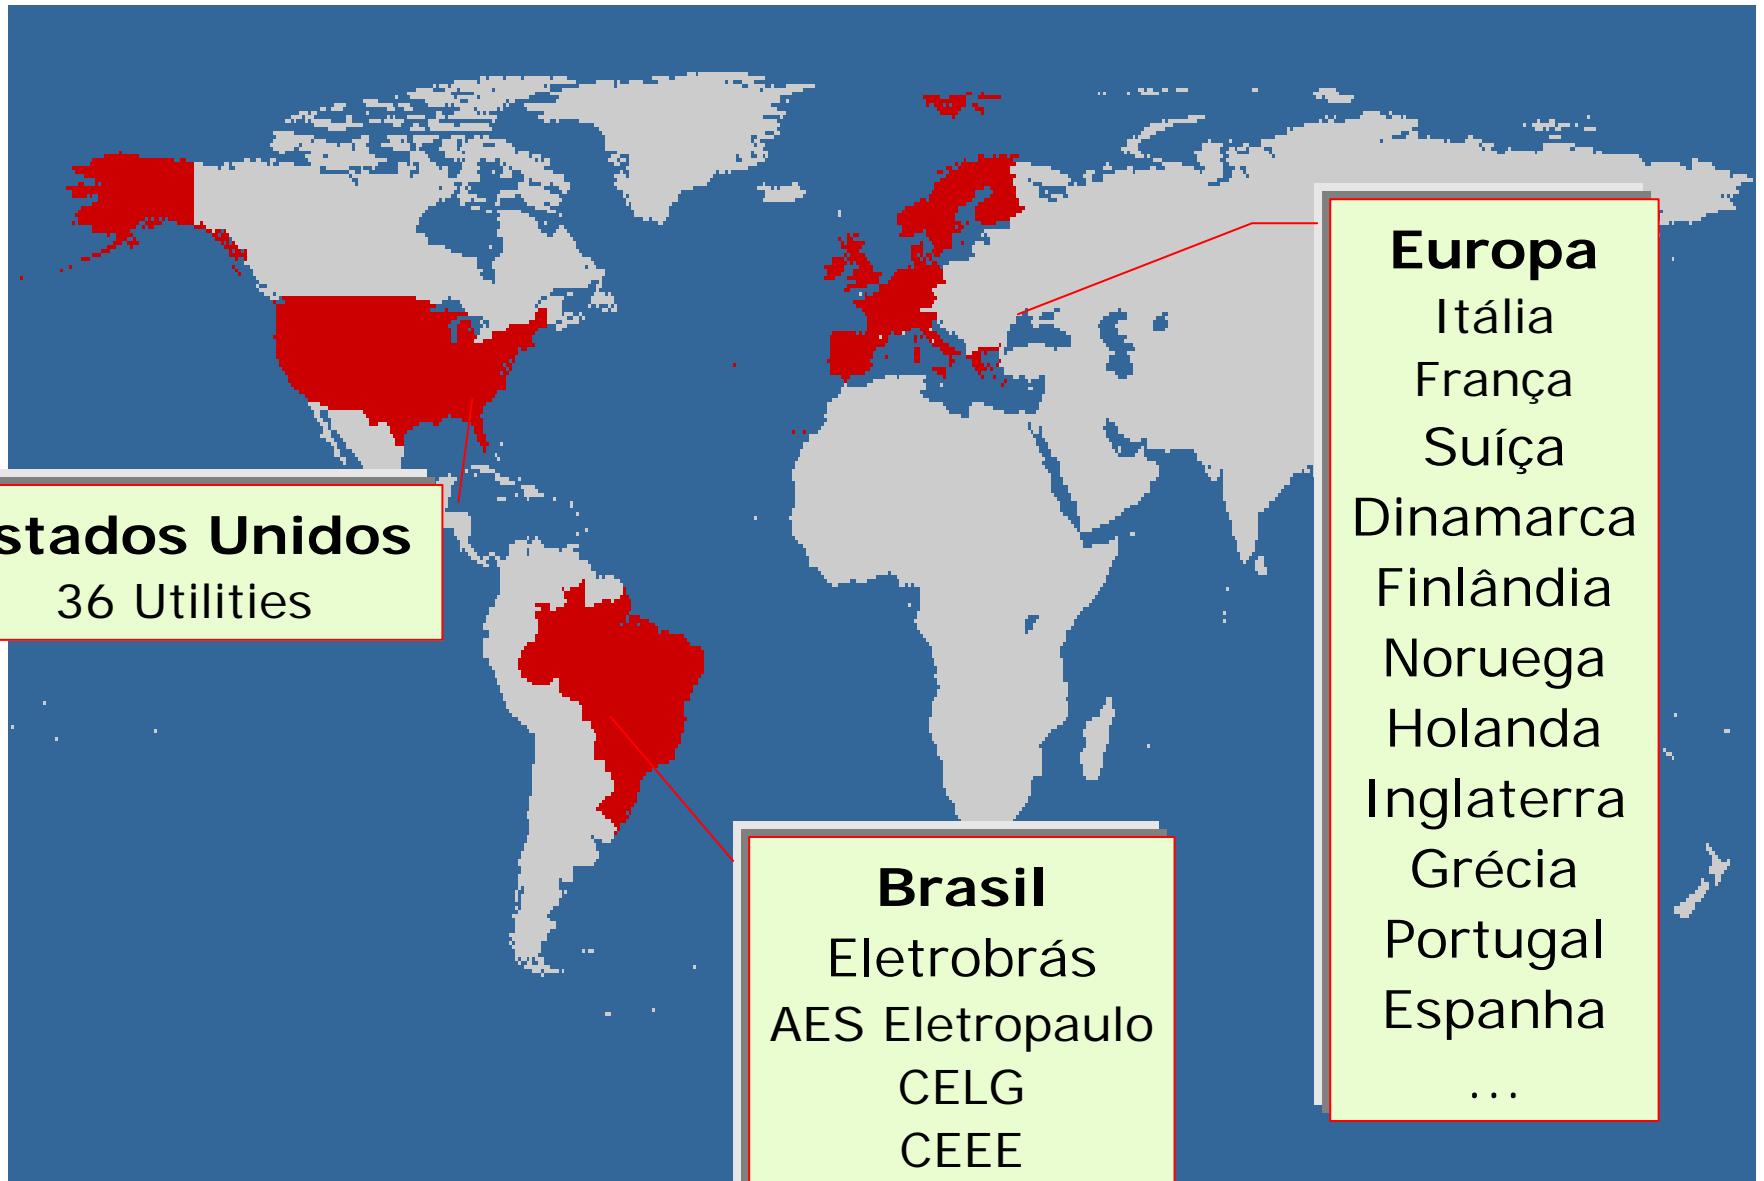 stados Unidos
36 Utilities
Brasil
Eletrobrás
AES Eletropaulo
CELG
CEEE
Europa
Itália
França
Suíça
Dinamarca
Finlândia
Noruega
Holanda
Inglaterra
Grécia
Portugal
Espanha
...